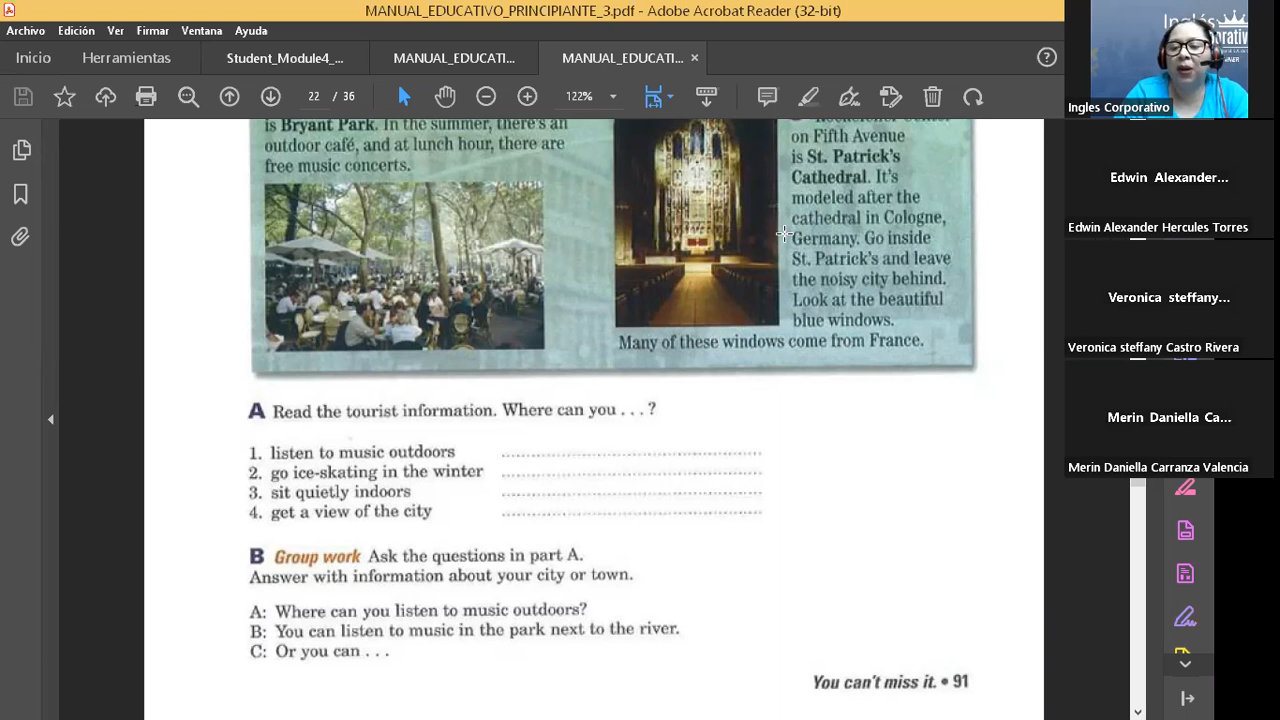 MANUAL_EDUCATIVO_PRINCIPIANTE_3.pdf - Adobe Acrobat Reader (32-bit)
Archivo Edición Ver Firmar Ventana Ayuda
Inicio Herramientas Student_Module4_... MANUAL_EDUCATI... MANUAL_EDUCATI... ×
22 / 36 122%
is Bryant Park. In the summer, there's an
outdoor café, and at lunch hour, there are
free music concerts.
on Fifth Avenue
is St. Patrick's
Cathedral. It's
modeled after the
cathedral in Cologne,
Germany. Go inside
St. Patrick's and leave
the noisy city behind.
Look at the beautiful
blue windows.
Many of these windows come from France.
A Read the tourist information. Where can you . . . ?
1. listen to music outdoors
2. go ice-skating in the winter
3. sit quietly indoors
4. get a view of the city
B Group work Ask the questions in part A.
Answer with information about your city or town.
A: Where can you listen to music outdoors?
B: You can listen to music in the park next to the river.
C: Or you can . . .
You can't miss it. • 91
Inglés
Ingles Corporativo
Edwin Alexander...
Edwin Alexander Hercules Torres
Veronica steffany...
Veronica steffany Castro Rivera
Merin Daniella Ca...
Merin Daniella Carranza Valencia